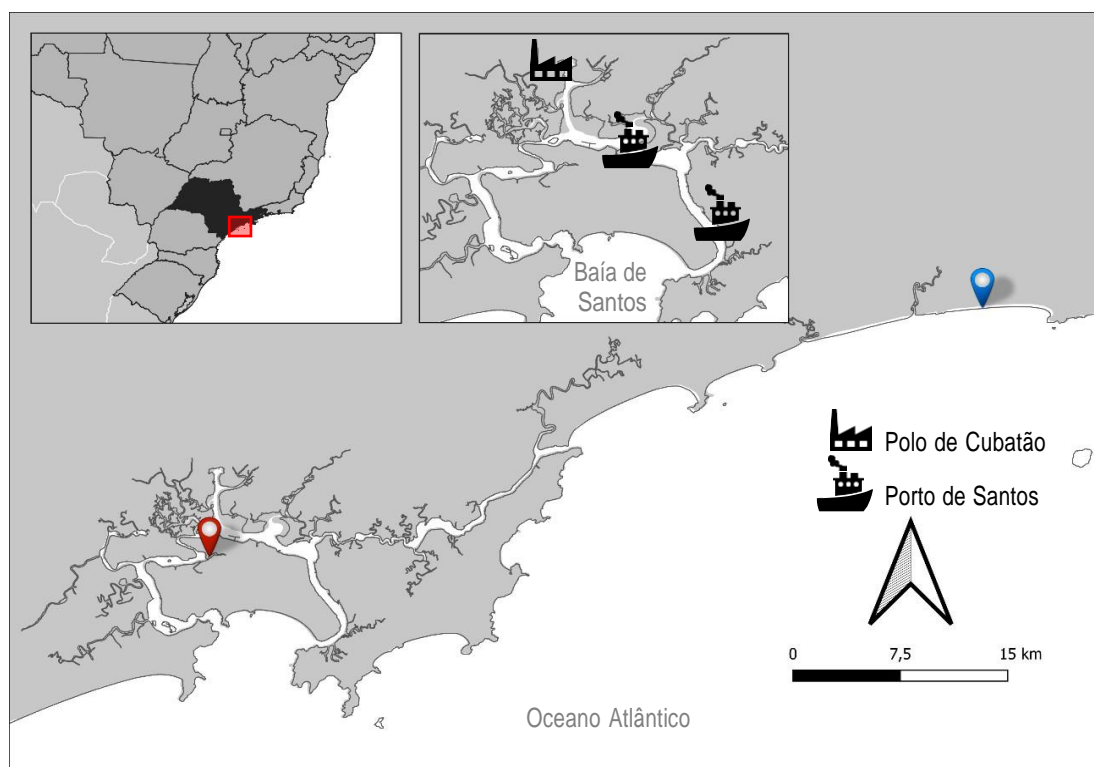 Baía de
Santos
Polo de Cubatão
Porto de Santos
0 7,5 15 km
Oceano Atlântico